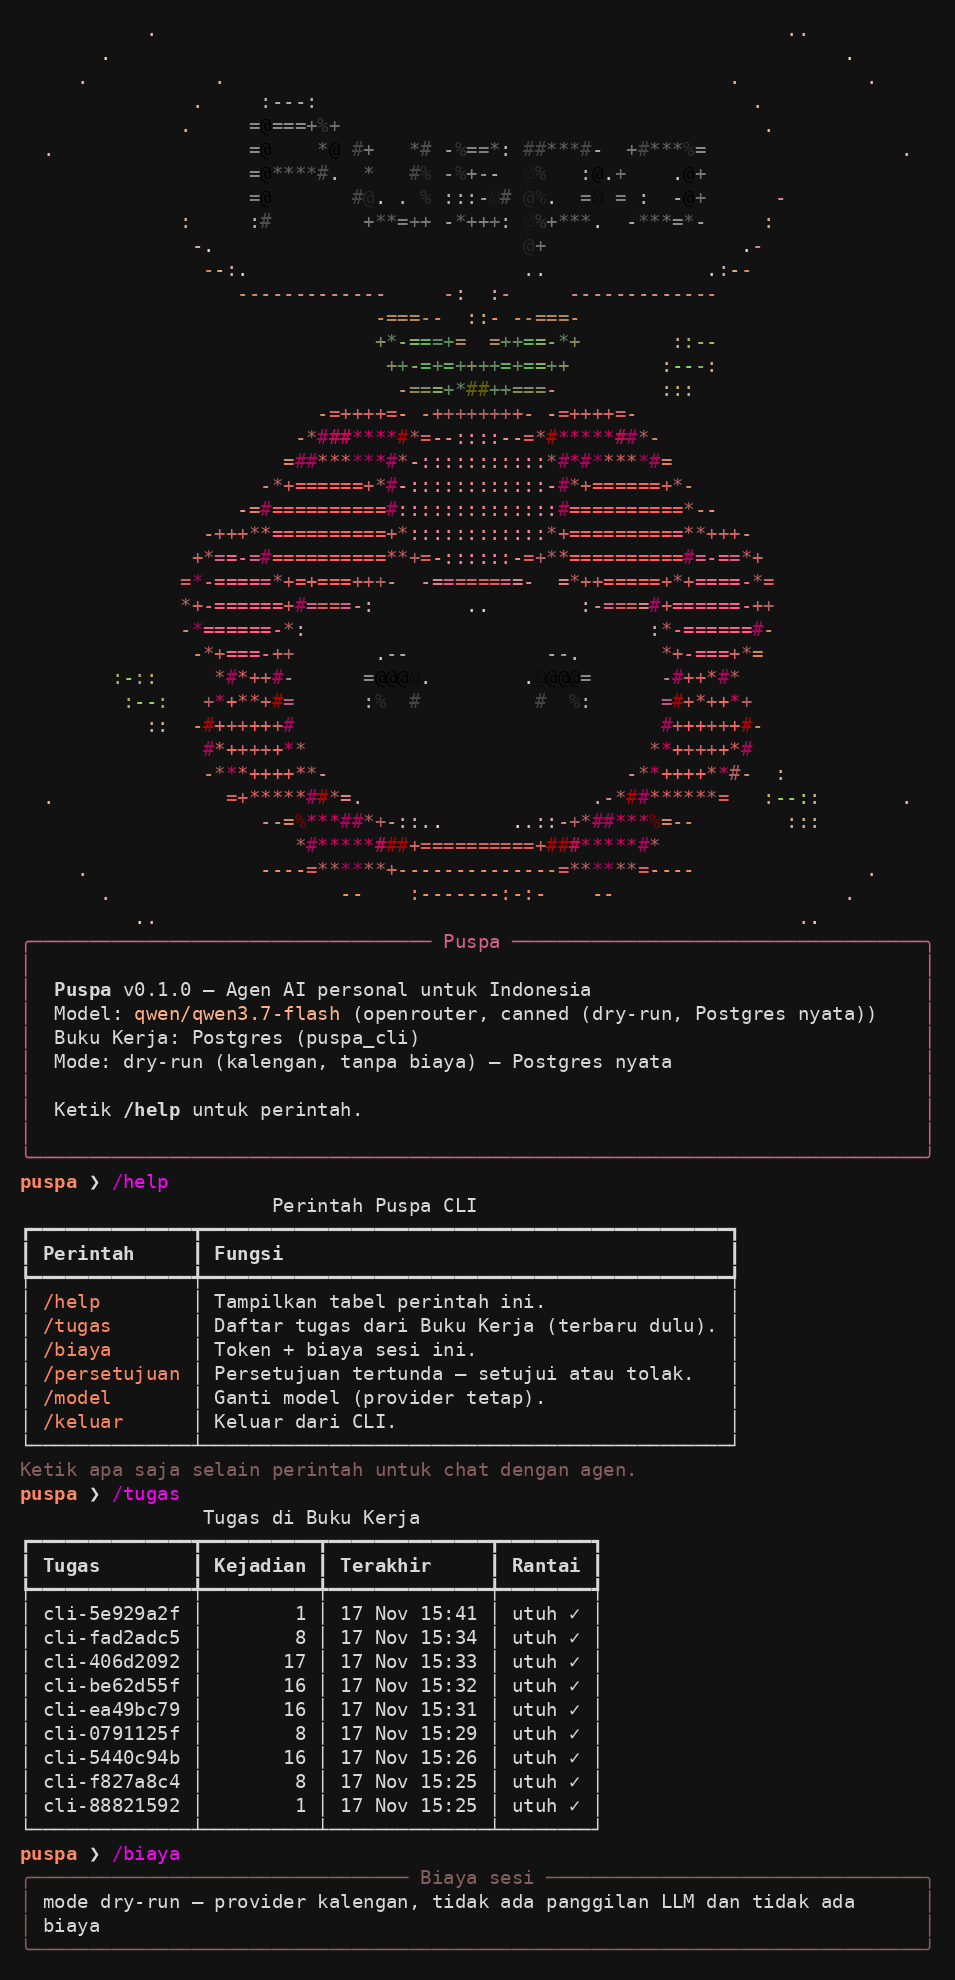 Puspa
Puspa v0.1.0 — Agen AI personal untuk Indonesia
Model: qwen/qwen3.7-flash (openrouter, canned (dry-run, Postgres nyata))
Buku Kerja: Postgres (puspa_cli)
Mode: dry-run (kalengan, tanpa biaya) — Postgres nyata
Ketik /help untuk perintah.
puspa ❯ /help
Perintah Puspa CLI
Perintah Fungsi
/help Tampilkan tabel perintah ini.
/tugas Daftar tugas dari Buku Kerja (terbaru dulu).
/biaya Token + biaya sesi ini.
/persetujuan Persetujuan tertunda — setujui atau tolak.
/model Ganti model (provider tetap).
/keluar Keluar dari CLI.
Ketik apa saja selain perintah untuk chat dengan agen.
puspa ❯ /tugas
Tugas di Buku Kerja
Tugas Kejadian Terakhir Rantai
cli-5e929a2f 1 17 Nov 15:41 utuh ✓
cli-fad2adc5 8 17 Nov 15:34 utuh ✓
cli-406d2092 17 17 Nov 15:33 utuh ✓
cli-be62d55f 16 17 Nov 15:32 utuh ✓
cli-ea49bc79 16 17 Nov 15:31 utuh ✓
cli-0791125f 8 17 Nov 15:29 utuh ✓
cli-5440c94b 16 17 Nov 15:26 utuh ✓
cli-f827a8c4 8 17 Nov 15:25 utuh ✓
cli-88821592 1 17 Nov 15:25 utuh ✓
puspa ❯ /biaya
Biaya sesi
mode dry-run — provider kalengan, tidak ada panggilan LLM dan tidak ada
biaya